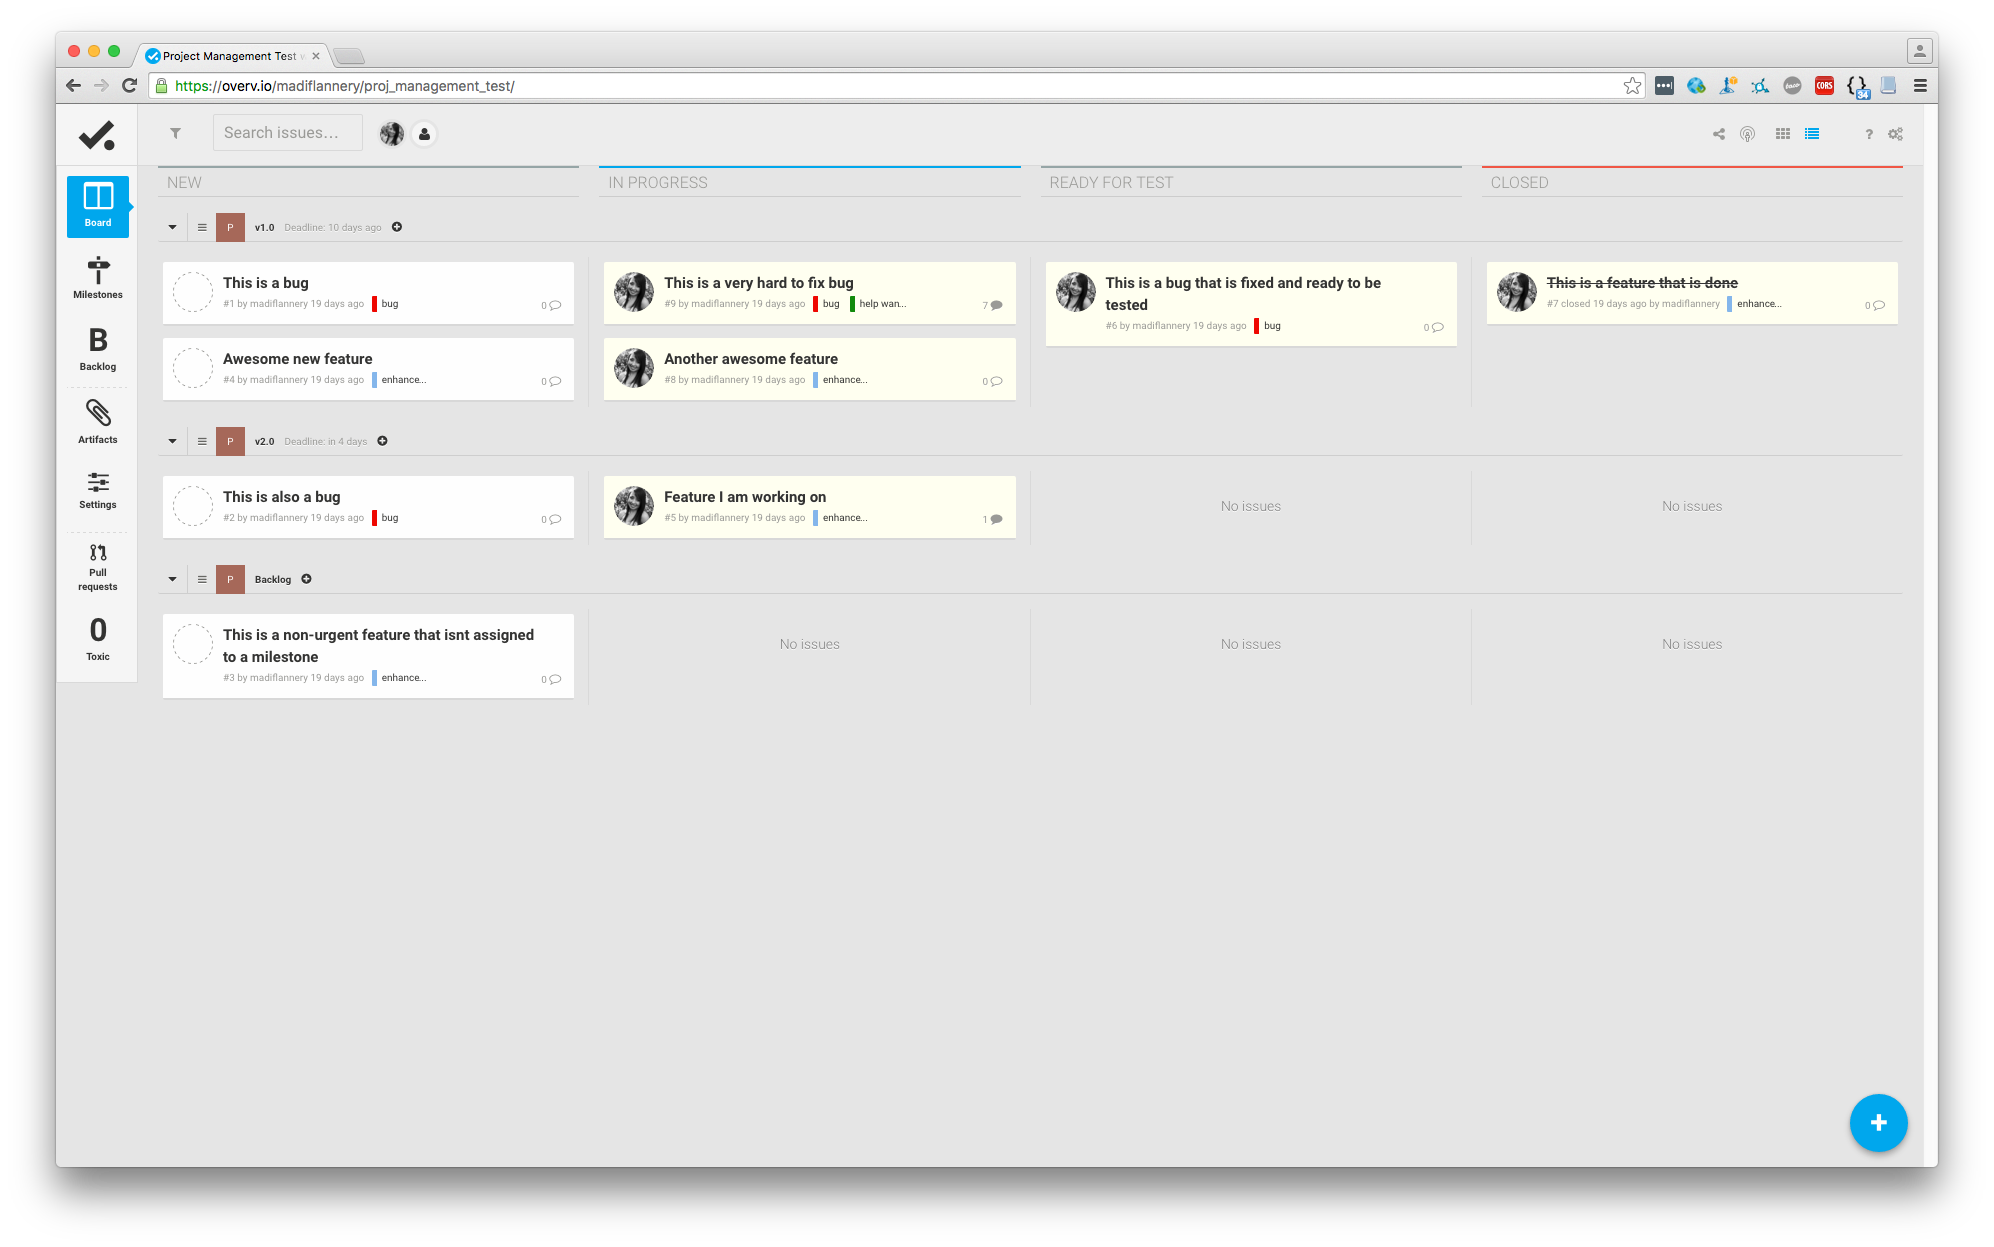 Project Management Test
https://overv.io/madiflannery/proj_management_test/
CORS
34
Search issues...
?
NEW
IN PROGRESS
READY FOR TEST
CLOSED
Board
Milestones
B
Backlog
Artifacts
Settings
Pull
requests
0
Toxic
P v1.0 Deadline: 10 days ago
This is a bug
#1 by madiflannery 19 days ago bug 0
Awesome new feature
#4 by madiflannery 19 days ago enhance... 0
This is a very hard to fix bug
#9 by madiflannery 19 days ago bug help wan... 7
Another awesome feature
#8 by madiflannery 19 days ago enhance... 0
This is a bug that is fixed and ready to be
tested
#6 by madiflannery 19 days ago bug 0
This is a feature that is done
#7 closed 19 days ago by madiflannery enhance... 0
P v2.0 Deadline: in 4 days
This is also a bug
#2 by madiflannery 19 days ago bug 0
Feature I am working on
#5 by madiflannery 19 days ago enhance... 1
No issues
No issues
P Backlog
This is a non-urgent feature that isnt assigned
to a milestone
#3 by madiflannery 19 days ago enhance... 0
No issues
No issues
No issues